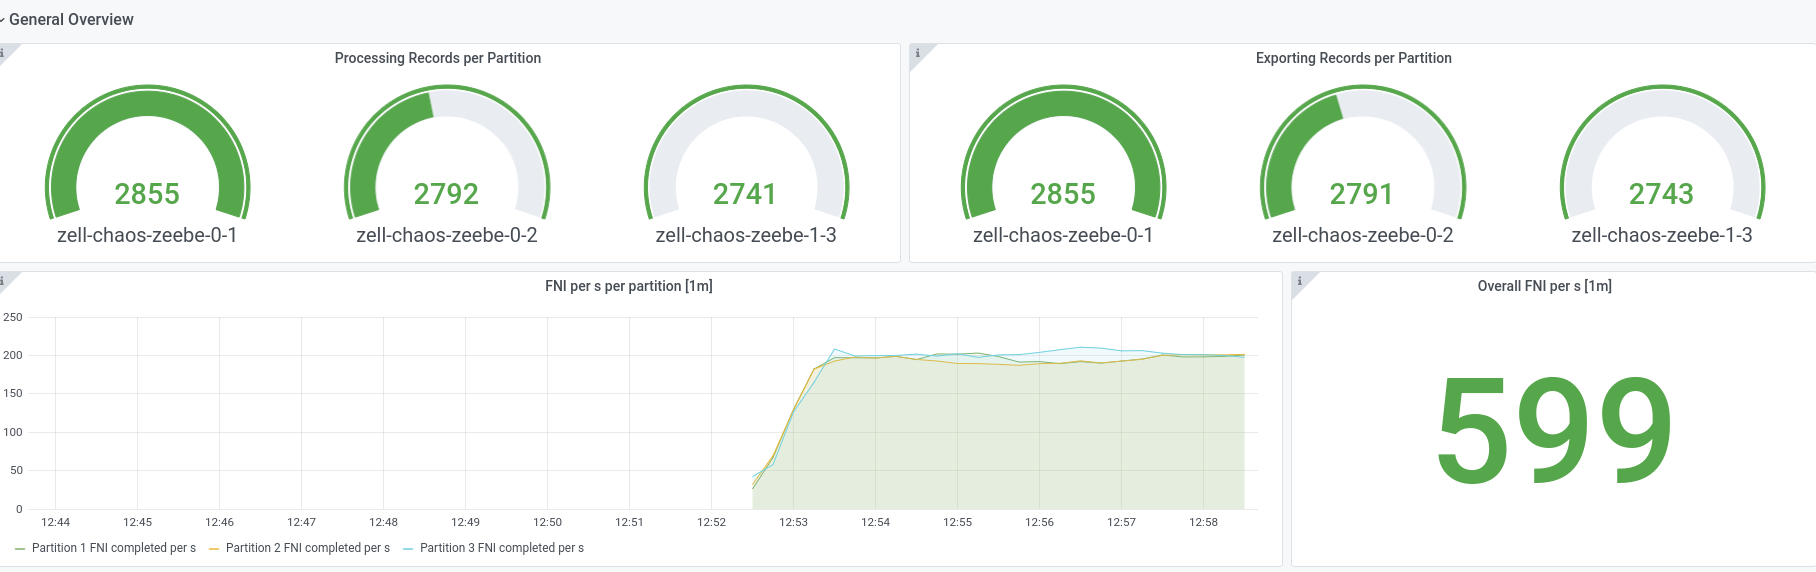 General Overview
Processing Records per Partition
2855
zell-chaos-zeebe-0-1
2792
zell-chaos-zeebe-0-2
2741
zell-chaos-zeebe-1-3
Exporting Records per Partition
2855
zell-chaos-zeebe-0-1
2791
zell-chaos-zeebe-0-2
2743
zell-chaos-zeebe-1-3
FNI per s per partition [1m]
250
200
150
100
50
0
12:44 12:45 12:46 12:47 12:48 12:49 12:50 12:51 12:52 12:53 12:54 12:55 12:56 12:57 12:58
Partition 1 FNI completed per s Partition 2 FNI completed per s Partition 3 FNI completed per s
Overall FNI per s [1m]
599